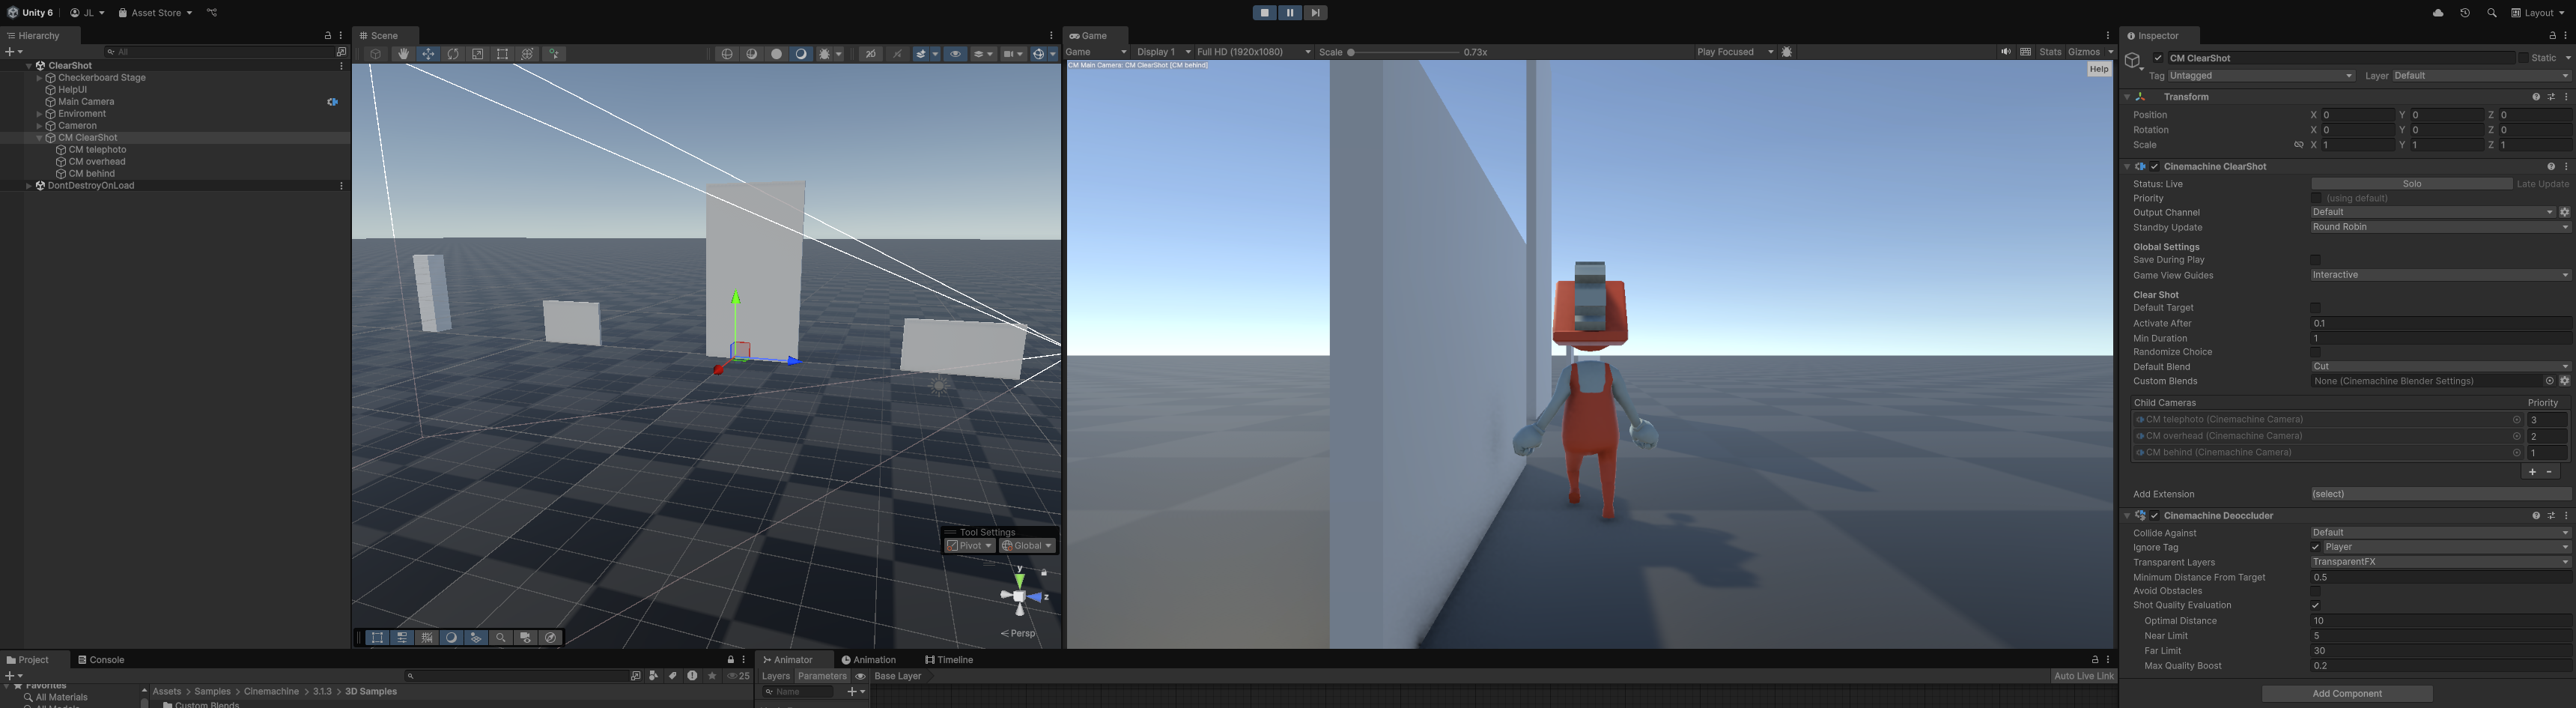 Unity 6 JL Asset Store Layout
Hierarchy
All
ClearShot
Checkerboard Stage
HelpUI
Main Camera
Enviroment
Cameron
CM ClearShot
CM telephoto
CM overhead
CM behind
DontDestroyOnLoad
Scene
Tool Settings
Pivot Global
y
z
Persp
Game
Game Display 1 Full HD (1920x1080) Scale 0.73x Play Focused Stats Gizmos
CM Main Camera: CM ClearShot [CM behind]
Help
Inspector
CM ClearShot Static
Tag Untagged Layer Default
Transform
Position X 0 Y 0 Z 0
Rotation X 0 Y 0 Z 0
Scale X 1 Y 1 Z 1
Cinemachine ClearShot
Status: Live Solo Late Update
Priority (using default)
Output Channel Default
Standby Update Round Robin
Global Settings
Save During Play
Game View Guides Interactive
Clear Shot
Default Target
Activate After 0.1
Min Duration 1
Randomize Choice
Default Blend Cut
Custom Blends None (Cinemachine Blender Settings)
Child Cameras Priority
CM telephoto (Cinemachine Camera) 3
CM overhead (Cinemachine Camera) 2
CM behind (Cinemachine Camera) 1
Add Extension (select)
Cinemachine Deoccluder
Collide Against Default
Ignore Tag Player
Transparent Layers TransparentFX
Minimum Distance From Target 0.5
Avoid Obstacles
Shot Quality Evaluation
Optimal Distance 10
Near Limit 5
Far Limit 30
Max Quality Boost 0.2
Add Component
Project Console
25
Favorites
All Materials
Assets Samples Cinemachine 3.1.3 3D Samples
Custom Blends
Animator Animation Timeline
Layers Parameters Base Layer Auto Live Link
Name